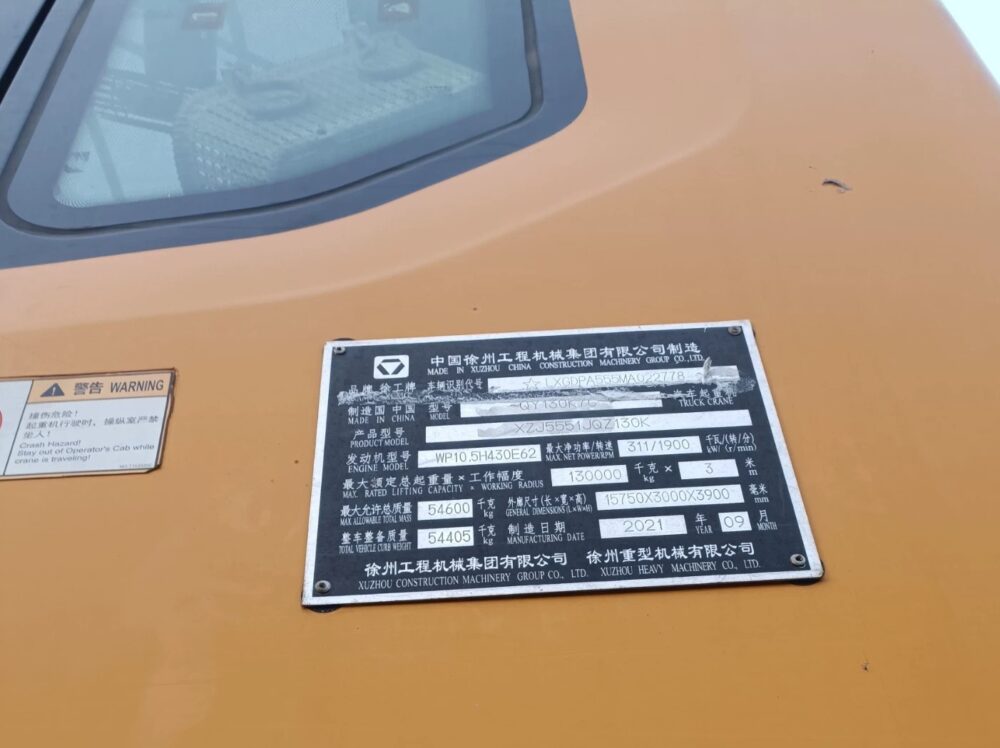 中国徐州工程机械集团有限公司制造
MADE IN XUZHOU CHINA CONSTRUCTION MACHINERY GROUP CO.,LTD.
品牌 徐工牌 车辆识别代号
制造国 中国 型号 QY130K 汽车起重机
MADE IN CHINA MODEL TRUCK CRANE
产品型号 XZJ5551JQZ130K
PRODUCT MODEL
发动机型号 WP10.5H430E62 最大净功率/转速 311/1900 千瓦/(转/分)
ENGINE MODEL MAX. NET POWER/RPM kW/ (r/min)
最大额定总起重量 × 工作幅度 130000 千克 × 3 米
MAX. RATED LIFTING CAPACITY × WORKING RADIUS kg m
最大允许总质量 54600 千克 外廓尺寸(长×宽×高) 15750X3000X3900 毫米
MAX ALLOWABLE TOTAL MASS kg GENERAL DIMENSIONS (L×W×H) mm
整车整备质量 54405 千克 制造日期 2021 年 09 月
TOTAL VEHICLE CURB WEIGHT kg MANUFACTURING DATE YEAR MONTH
徐州工程机械集团有限公司 徐州重型机械有限公司
XUZHOU CONSTRUCTION MACHINERY GROUP CO., LTD. XUZHOU HEAVY MACHINERY CO., LTD.
警告 WARNING
撞伤危险!
起重机行驶时,操纵室严禁
坐人!
Crash Hazard!
Stay out of Operator's Cab while
crane is traveling!